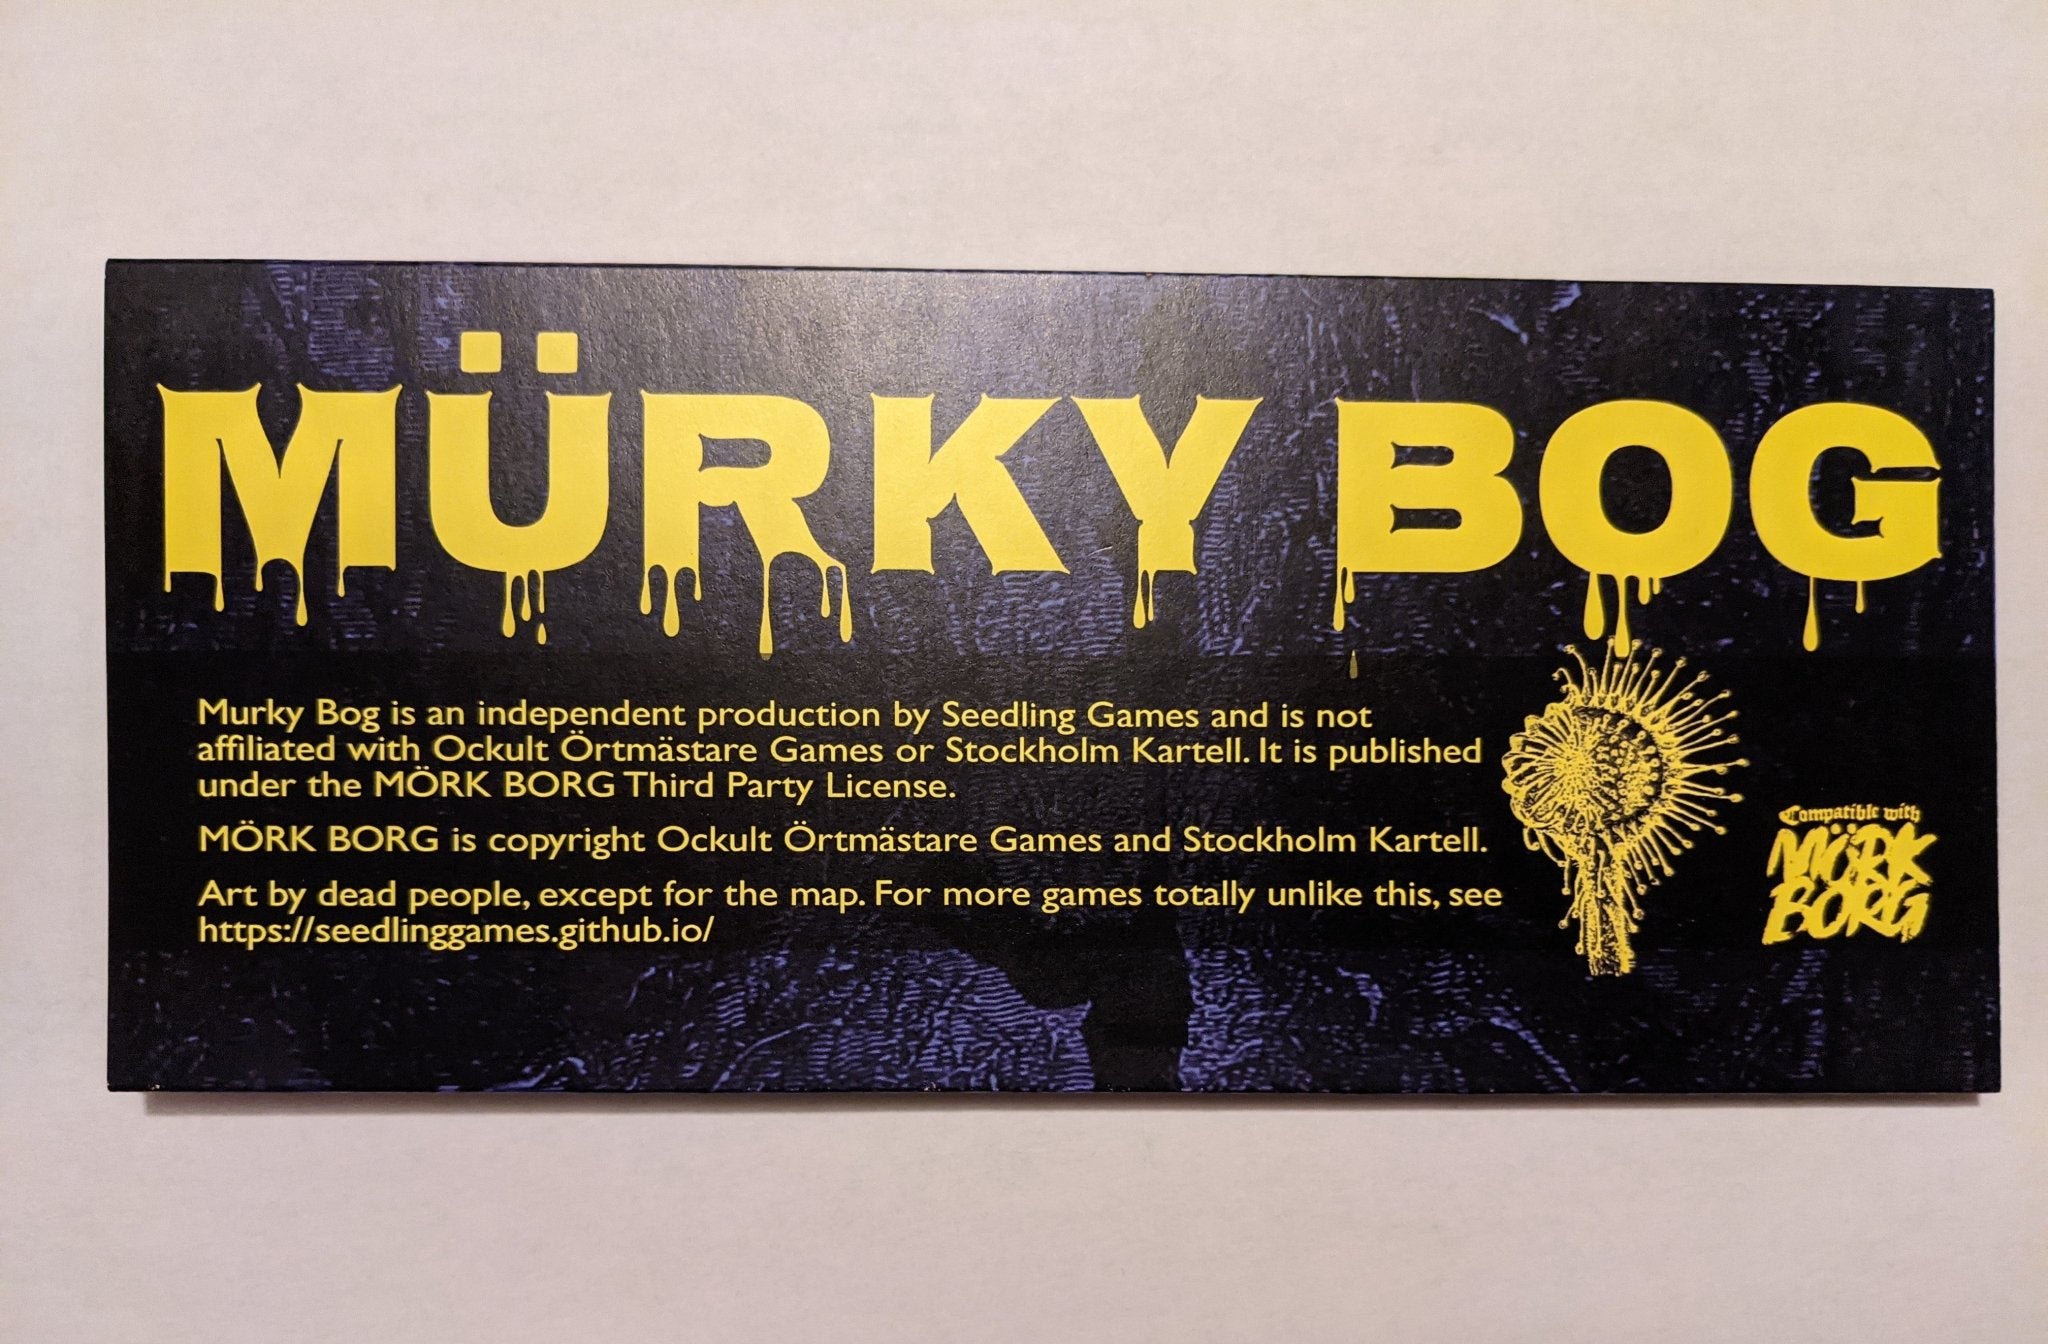 MÜRKY BOG
Murky Bog is an independent production by Seedling Games and is not
affiliated with Ockult Örtmästare Games or Stockholm Kartell. It is published
under the MÖRK BORG Third Party License.
MÖRK BORG is copyright Ockult Örtmästare Games and Stockholm Kartell.
Art by dead people, except for the map. For more games totally unlike this, see
https://seedlinggames.github.io/
Compatible with
MÖRK
BORG